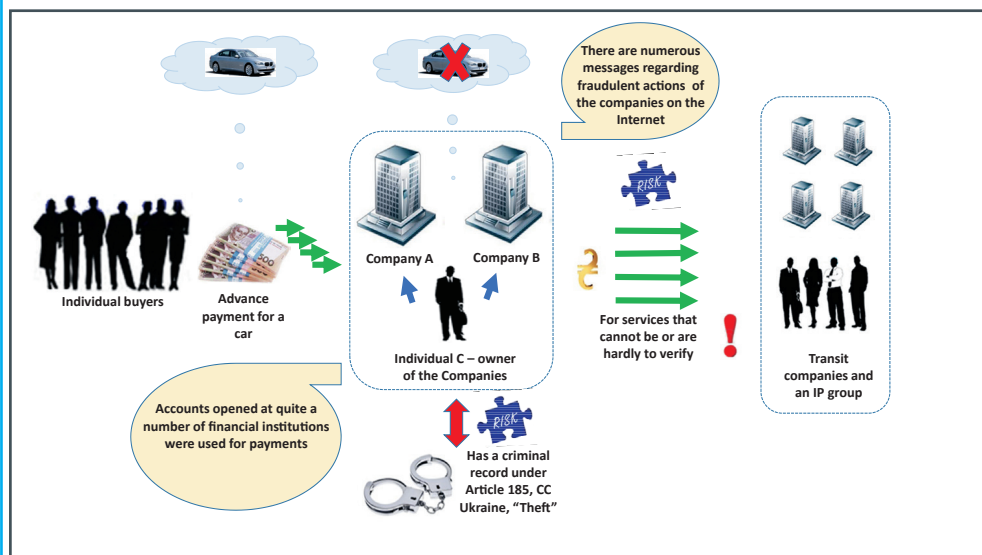 There are numerous
messages regarding
fraudulent actions of
the companies on the
Internet
RISK
Company A
Company B
Individual buyers
Advance
payment for a
car
500
Individual C – owner
of the Companies
For services that
cannot be or are
hardly to verify
!
Transit
companies and
an IP group
Accounts opened at quite a
number of financial institutions
were used for payments
RISK
Has a criminal
record under
Article 185, CC
Ukraine, “Theft”